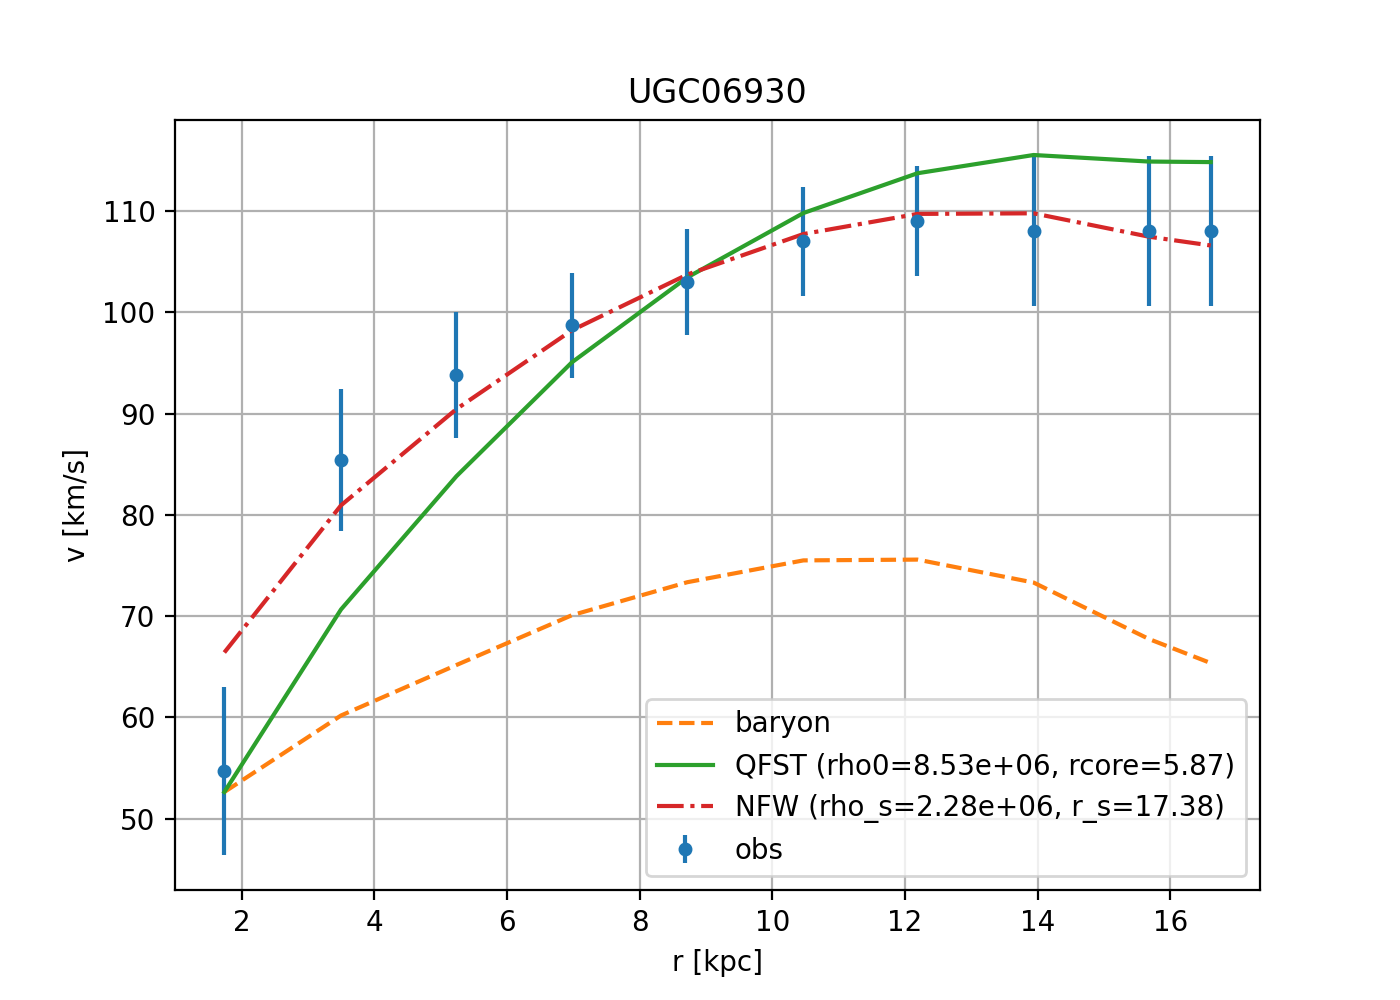 UGC06930
v [km/s]
110
100
90
80
70
60
50
baryon
QFST (rho0=8.53e+06, rcore=5.87)
NFW (rho_s=2.28e+06, r_s=17.38)
obs
2
4
6
8
10
12
14
16
r [kpc]